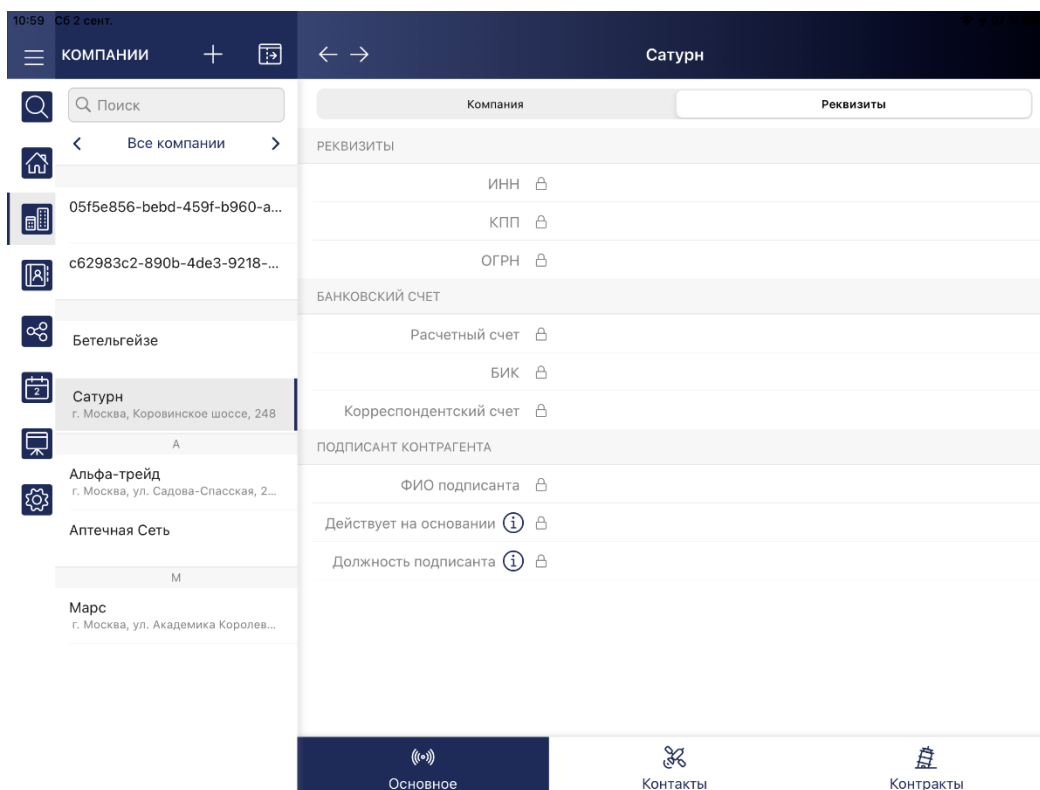 10:59 Сб 2 сент.
КОМПАНИИ
Сатурн
Поиск
Все компании
05f5e856-bebd-459f-b960-a...
c62983c2-890b-4de3-9218-...
Бетельгейзе
Сатурн
г. Москва, Коровинское шоссе, 248
А
Альфа-трейд
г. Москва, ул. Садова-Спасская, 2...
Аптечная Сеть
М
Марс
г. Москва, ул. Академика Королев...
2
Компания
Реквизиты
РЕКВИЗИТЫ
ИНН
КПП
ОГРН
БАНКОВСКИЙ СЧЕТ
Расчетный счет
БИК
Корреспондентский счет
ПОДПИСАНТ КОНТРАГЕНТА
ФИО подписанта
Действует на основании
Должность подписанта
Основное
Контакты
Контракты